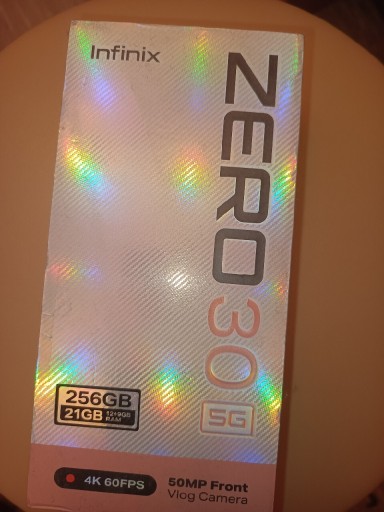 Infinix
ZERO 30
5G
256GB
21GB 12+9GB RAM
4K 60FPS
50MP Front
Vlog Camera